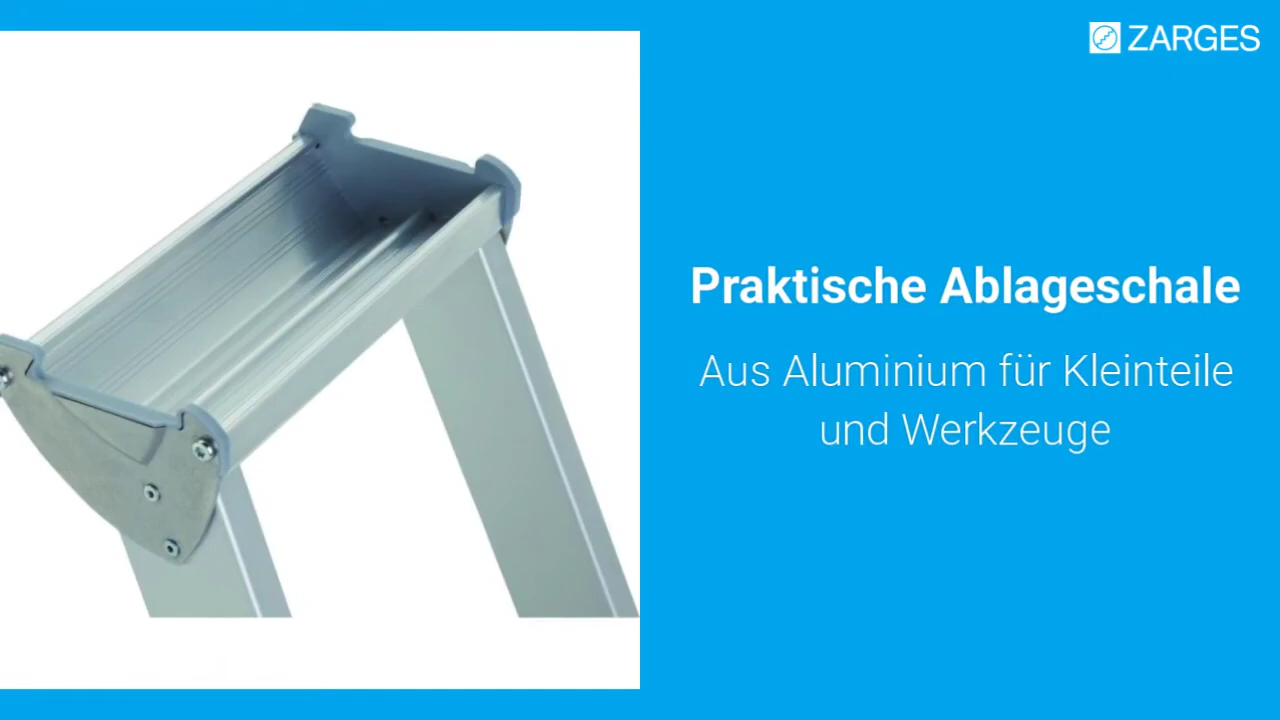 ZARGES
Praktische Ablageschale
Aus Aluminium für Kleinteile
und Werkzeuge